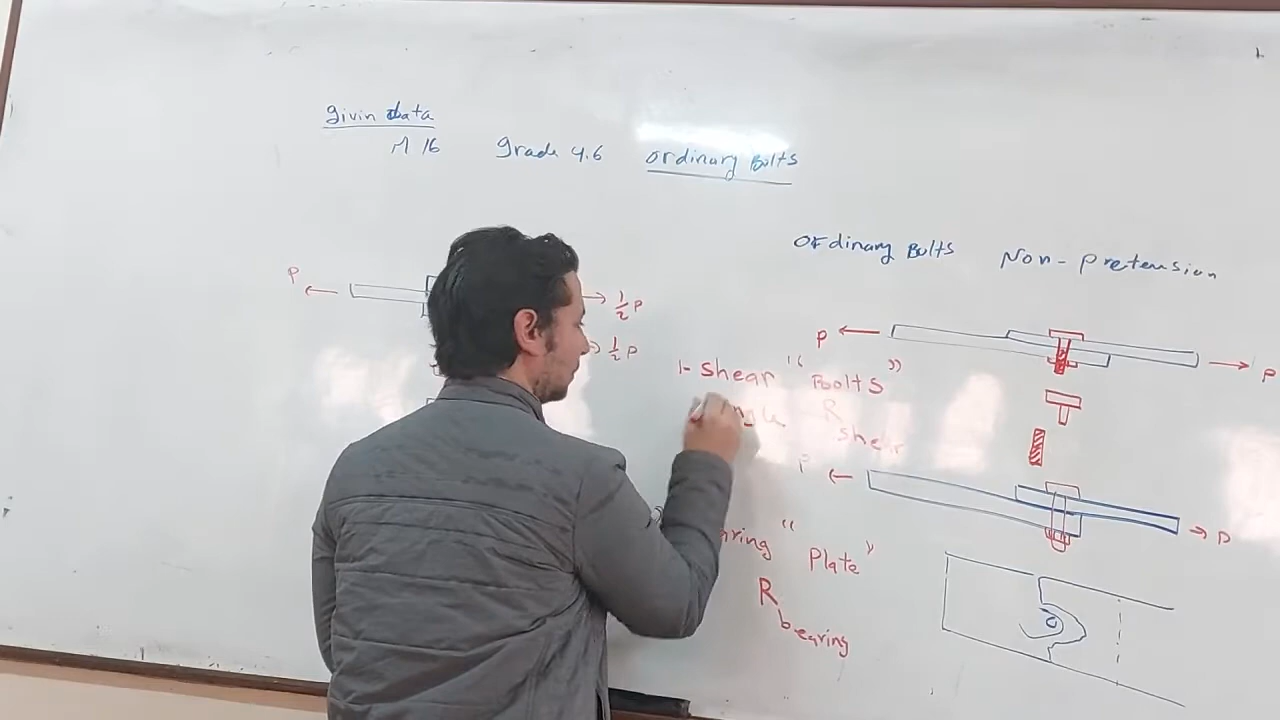 givin data
M 16 Grade 4.6 ordinary Bolts
ordinary Bolts Non-pretension
P
1/2 P
1/2 P
P
P
1- shear "Bolts"
R shear
P
P
"Plate"
R bearing